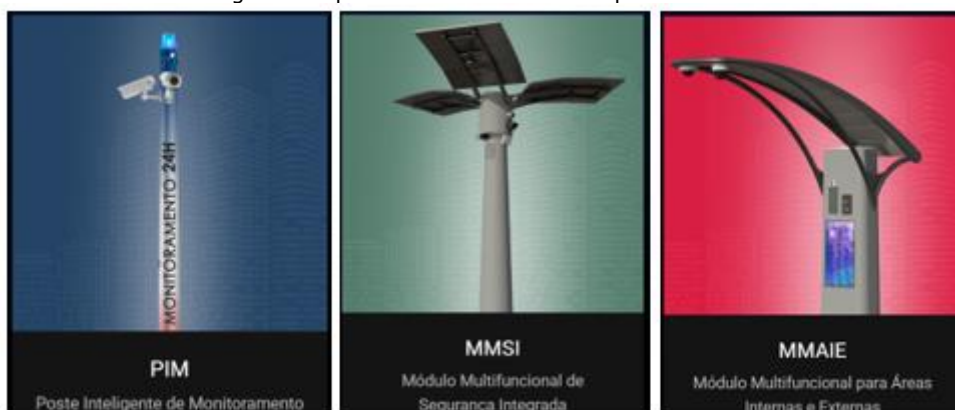 MONITORAMENTO 24H
PIM
Poste Inteligente de Monitoramento
MMSI
Módulo Multifuncional de
Segurança Integrada
MMAIE
Módulo Multifuncional para Áreas
Internas e Externas